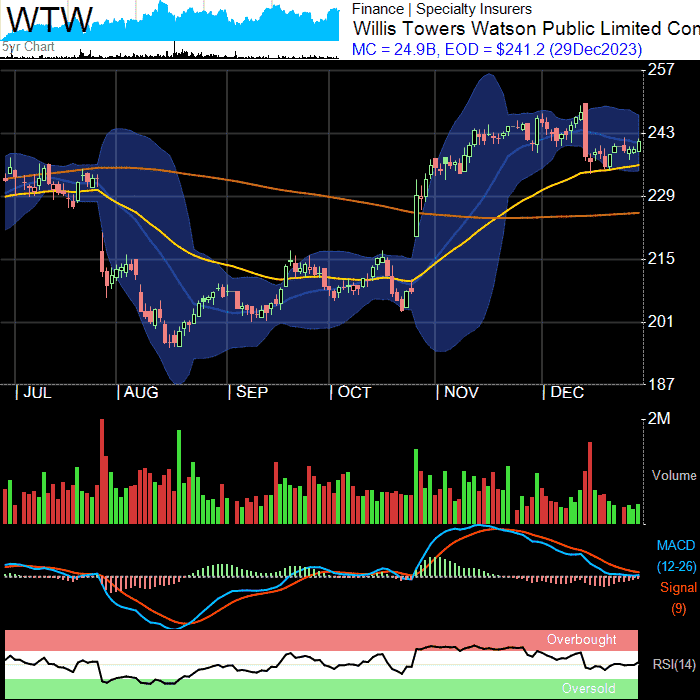 WTW
5yr Chart
Finance | Specialty Insurers
Willis Towers Watson Public Limited Con
MC = 24.9B, EOD = $241.2 (29Dec2023)
257
243
229
215
201
187
| JUL | AUG | SEP | OCT | NOV | DEC
2M
Volume
MACD
(12-26)
Signal
(9)
Overbought
RSI(14)
Oversold